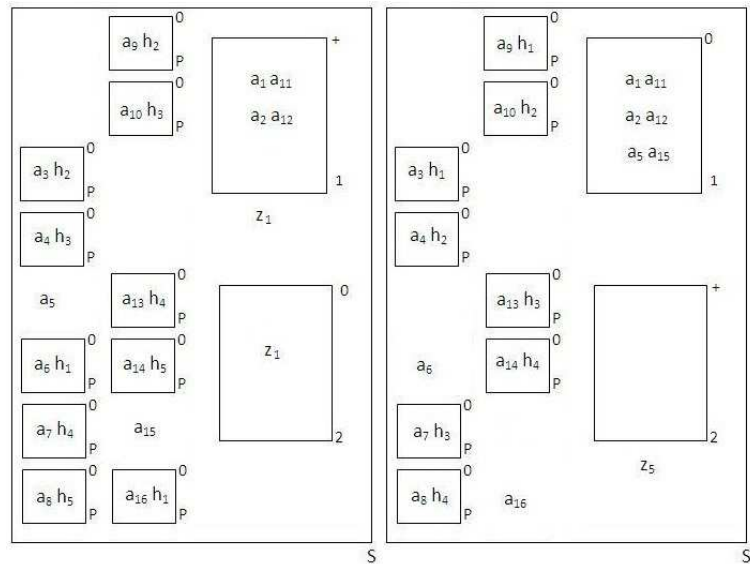 0
a₉ h₂
P
+
0
a₁₀ h₃
P
a₁ a₁₁
a₂ a₁₂
0
a₃ h₂
P
1
0
a₄ h₃
P
z₁
a₅
0
a₁₃ h₄
P
0
0
a₆ h₁
P
0
a₁₄ h₅
P
z₁
0
a₇ h₄
P
a₁₅
2
0
a₈ h₅
P
0
a₁₆ h₁
P
S
0
a₉ h₁
P
0
0
a₁₀ h₂
P
a₁ a₁₁
a₂ a₁₂
a₅ a₁₅
0
a₃ h₁
P
1
0
a₄ h₂
P
0
a₁₃ h₃
P
+
a₆
0
a₁₄ h₄
P
0
a₇ h₃
P
2
0
a₈ h₄
P
a₁₆
z₅
S